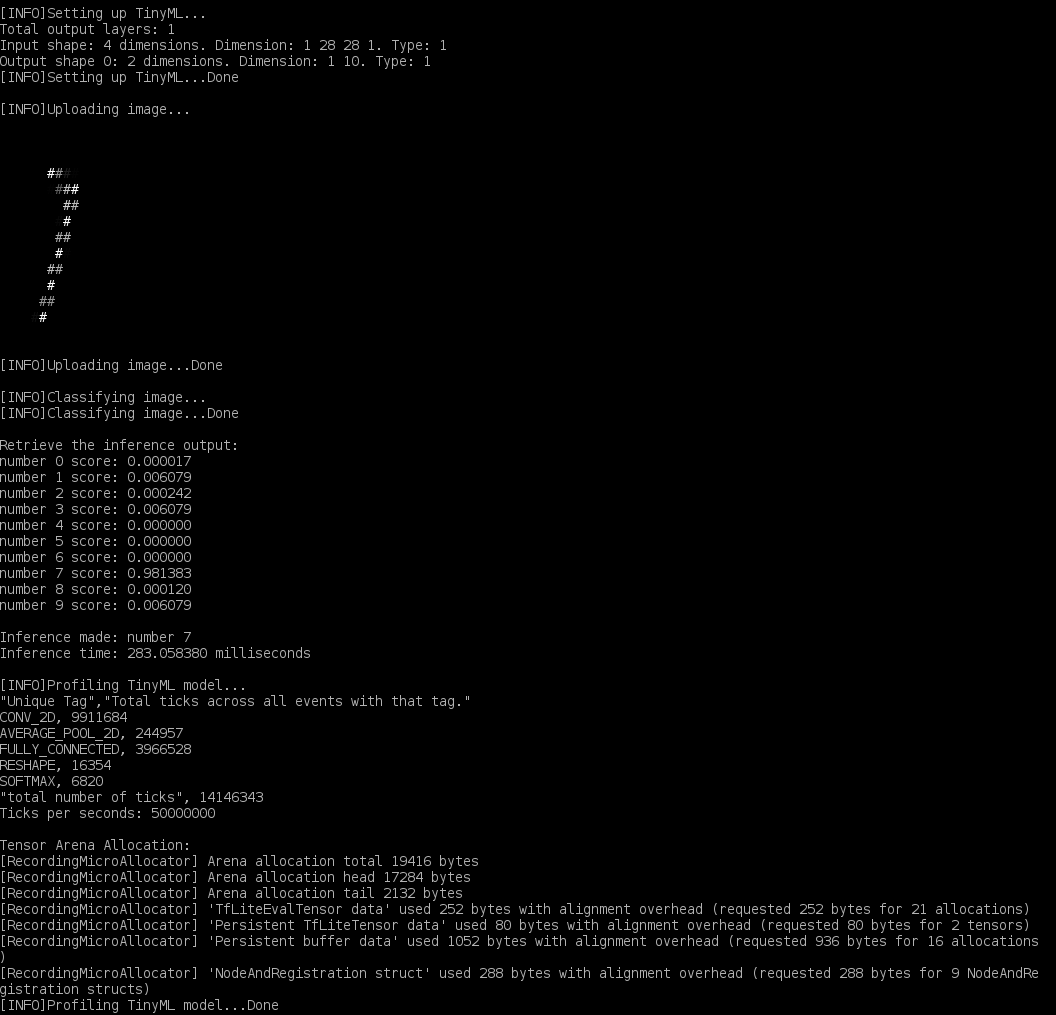 [INFO]Setting up TinyML...
Total output layers: 1
Input shape: 4 dimensions. Dimension: 1 28 28 1. Type: 1
Output shape 0: 2 dimensions. Dimension: 1 10. Type: 1
[INFO]Setting up TinyML...Done
[INFO]Uploading image...
###
###
##
#
##
#
##
#
##
#
[INFO]Uploading image...Done
[INFO]Classifying image...
[INFO]Classifying image...Done
Retrieve the inference output:
number 0 score: 0.000017
number 1 score: 0.006079
number 2 score: 0.000242
number 3 score: 0.006079
number 4 score: 0.000000
number 5 score: 0.000000
number 6 score: 0.000000
number 7 score: 0.981383
number 8 score: 0.000120
number 9 score: 0.006079
Inference made: number 7
Inference time: 283.058380 milliseconds
[INFO]Profiling TinyML model...
"Unique Tag","Total ticks across all events with that tag."
CONV_2D, 9911684
AVERAGE_POOL_2D, 244957
FULLY_CONNECTED, 3966528
RESHAPE, 16354
SOFTMAX, 6820
"total number of ticks", 14146343
Ticks per seconds: 50000000
Tensor Arena Allocation:
[RecordingMicroAllocator] Arena allocation total 19416 bytes
[RecordingMicroAllocator] Arena allocation head 17284 bytes
[RecordingMicroAllocator] Arena allocation tail 2132 bytes
[RecordingMicroAllocator] 'TfLiteEvalTensor data' used 252 bytes with alignment overhead (requested 252 bytes for 21 allocations)
[RecordingMicroAllocator] 'Persistent TfLiteTensor data' used 80 bytes with alignment overhead (requested 80 bytes for 2 tensors)
[RecordingMicroAllocator] 'Persistent buffer data' used 1052 bytes with alignment overhead (requested 936 bytes for 16 allocations
)
[RecordingMicroAllocator] 'NodeAndRegistration struct' used 288 bytes with alignment overhead (requested 288 bytes for 9 NodeAndRe
gistration structs)
[INFO]Profiling TinyML model...Done